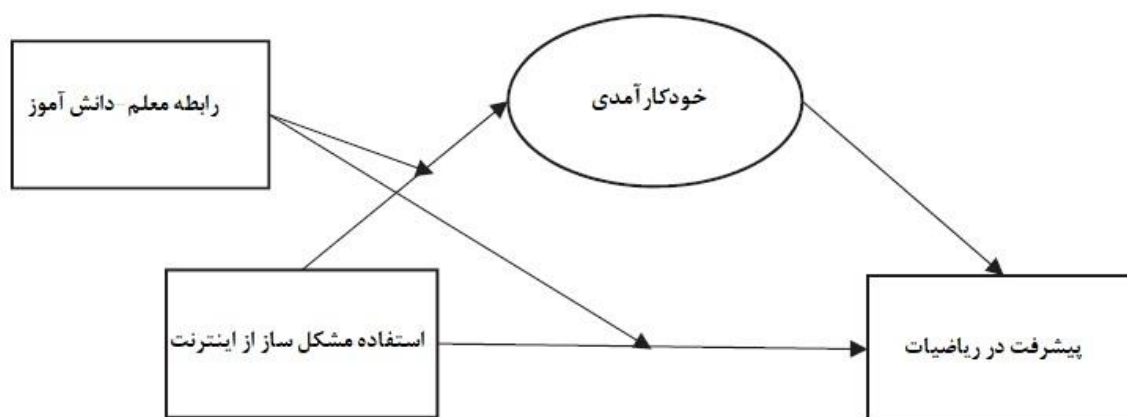 خودکارآمدی
رابطه معلم-دانش آموز
استفاده مشکل ساز از اینترنت
پیشرفت در ریاضیات